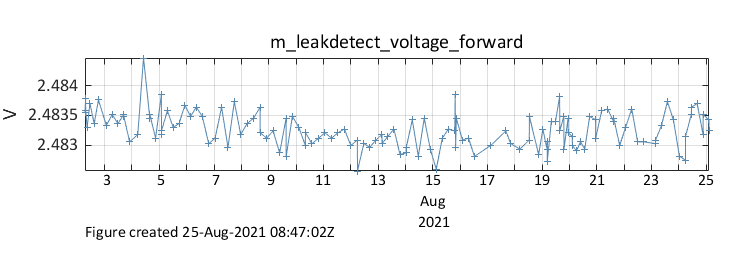 m_leakdetect_voltage_forward
V
2.484
2.4835
2.483
3 5 7 9 11 13 15 17 19 21 23 25
Aug
2021
Figure created 25-Aug-2021 08:47:02Z